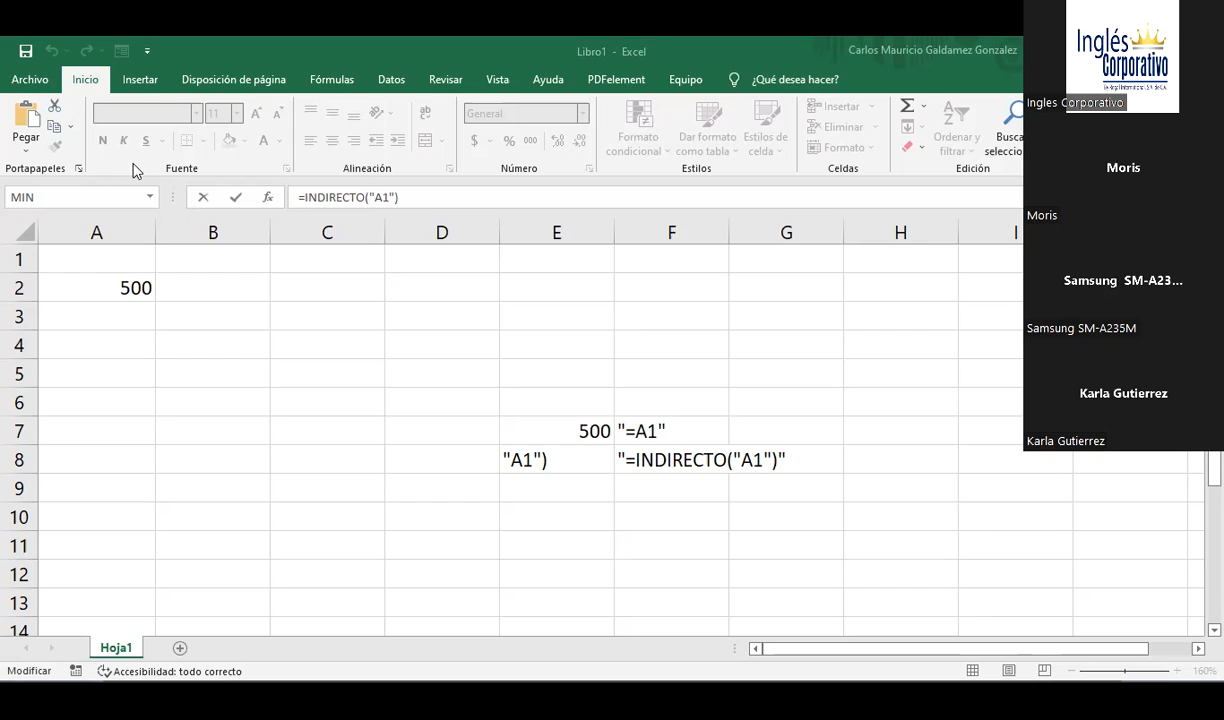 Libro1 - Excel
Carlos Mauricio Galdamez Gonzalez
Archivo Inicio Insertar Disposición de página Fórmulas Datos Revisar Vista Ayuda PDFelement Equipo ¿Qué desea hacer?
Pegar
11
General
N K S
$ % 000
Formato condicional
Dar formato como tabla
Estilos de celda
Insertar
Eliminar
Formato
Ordenar y filtrar
Busca
seleccio
Portapapeles Fuente Alineación Número Estilos Celdas Edición
MIN
fx
=INDIRECTO("A1")
A B C D E F G H I
1
2 500
3
4
5
6
7 500 "=A1"
8 "A1") "=INDIRECTO("A1")"
9
10
11
12
13
14
Hoja1
Modificar
Accesibilidad: todo correcto
160%
Inglés
Corporativo
Ingles Corporativo
Moris
Moris
Samsung SM-A23...
Samsung SM-A235M
Karla Gutierrez
Karla Gutierrez